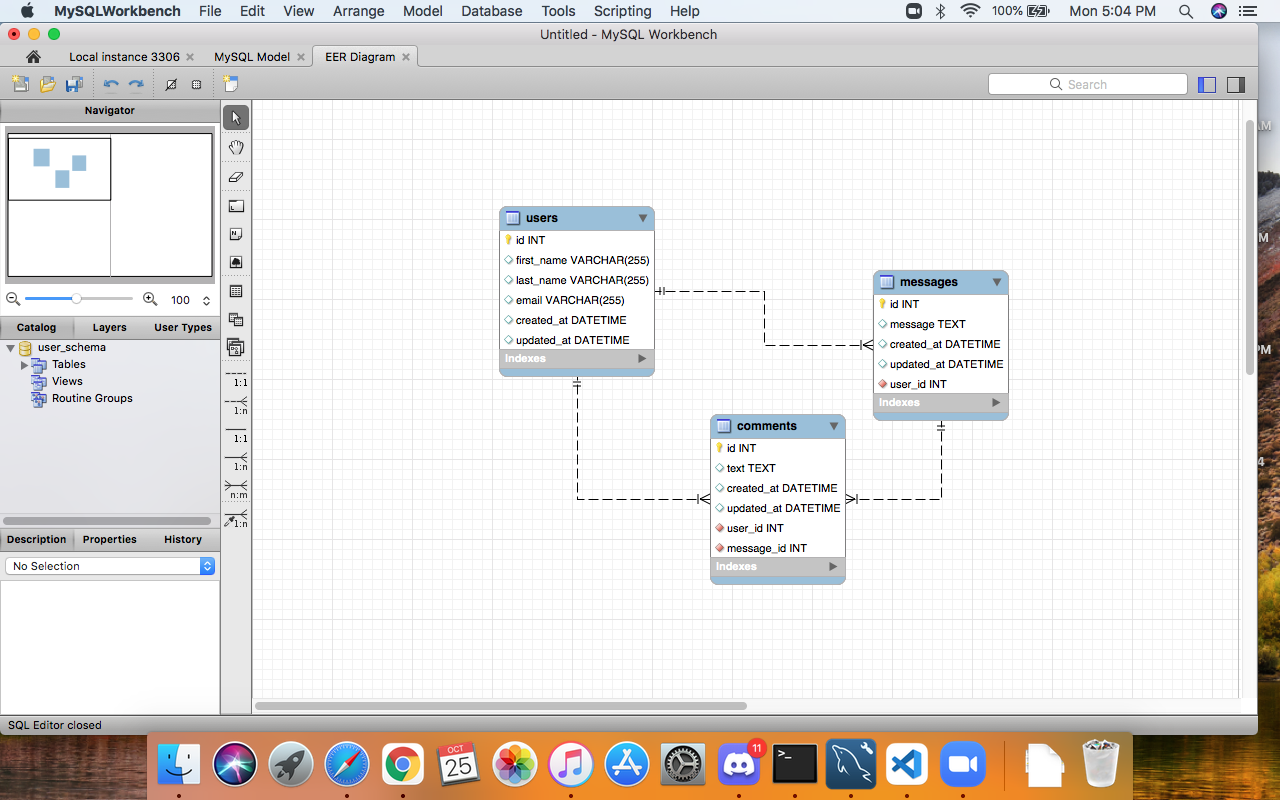 MySQLWorkbench File Edit View Arrange Model Database Tools Scripting Help 100% Mon 5:04 PM
Untitled - MySQL Workbench
Local instance 3306 MySQL Model EER Diagram
Search
Navigator
100
Catalog Layers User Types
user_schema
Tables
Views
Routine Groups
Description Properties History
No Selection
1:1
1:n
1:1
1:n
n:m
1:n
users
id INT
first_name VARCHAR(255)
last_name VARCHAR(255)
email VARCHAR(255)
created_at DATETIME
updated_at DATETIME
Indexes
messages
id INT
message TEXT
created_at DATETIME
updated_at DATETIME
user_id INT
Indexes
comments
id INT
text TEXT
created_at DATETIME
updated_at DATETIME
user_id INT
message_id INT
Indexes
SQL Editor closed
OCT
25
11
>_